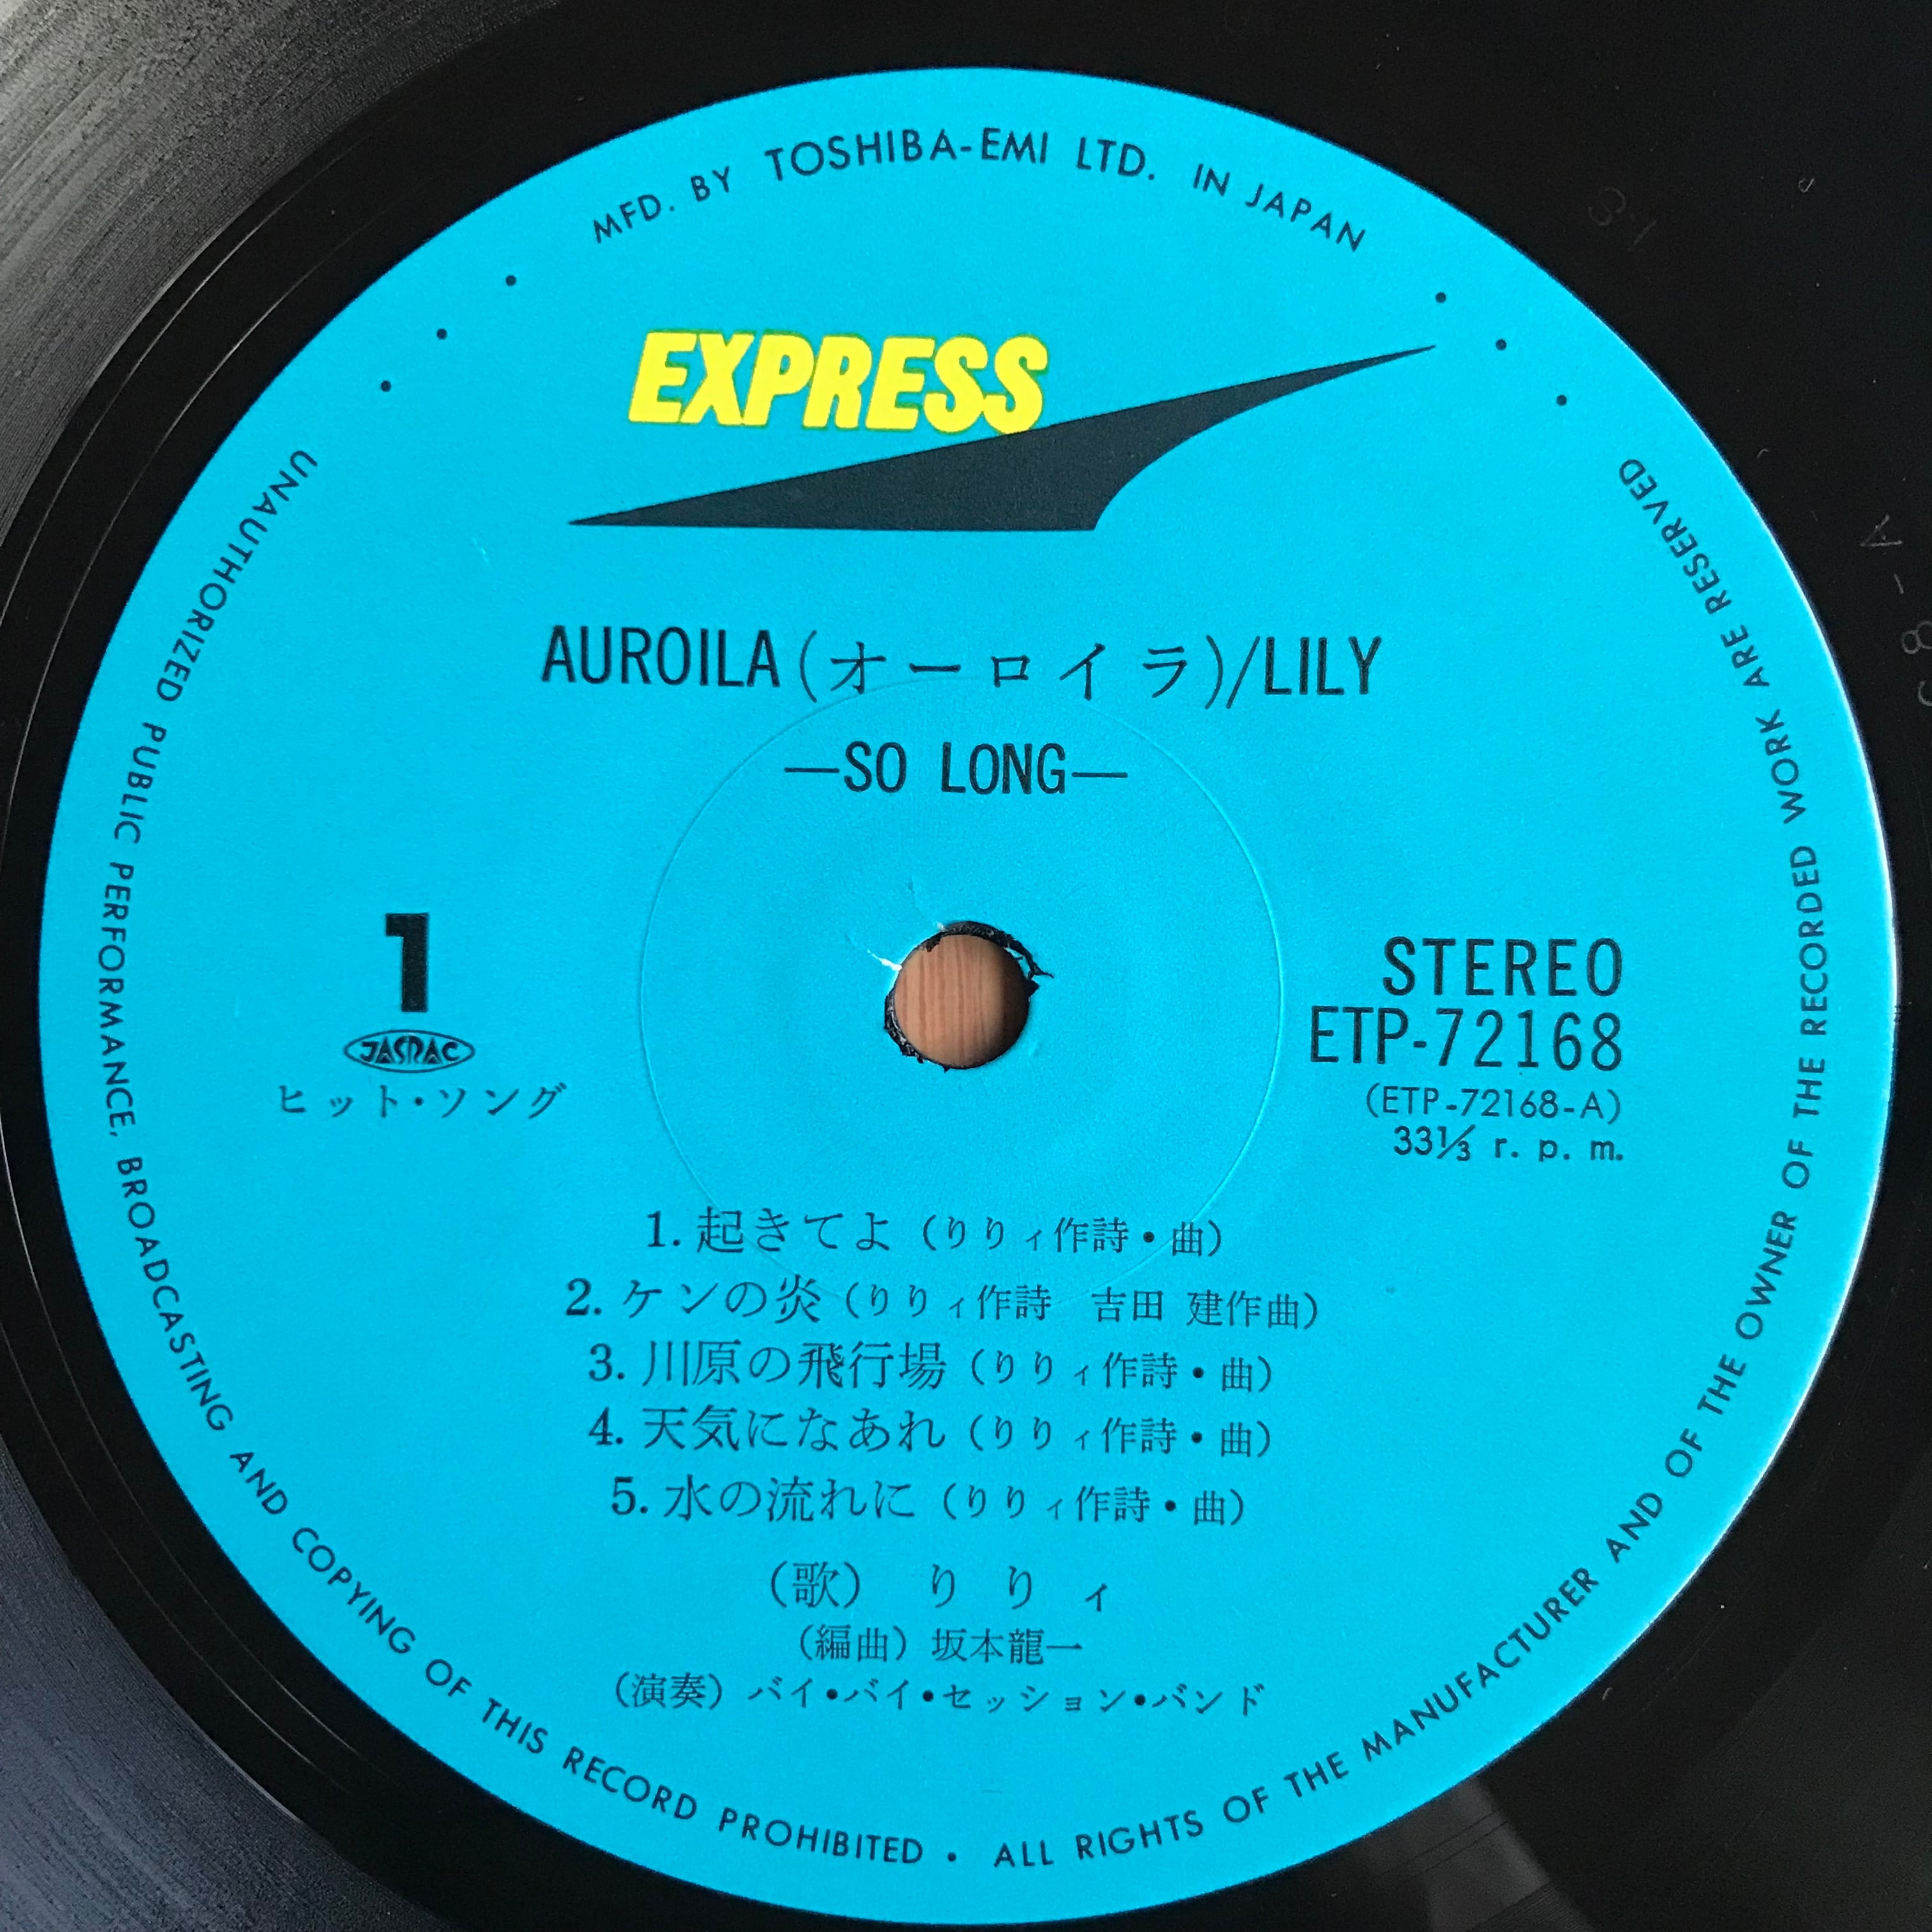 MFD. BY TOSHIBA-EMI LTD. IN JAPAN
EXPRESS
AUROILA(オーロイラ)/LILY
—SO LONG—
1
JASRAC
ヒット・ソング
STEREO
ETP-72168
(ETP-72168-A)
33⅓ r. p. m.
1. 起きてよ (りりィ作詩・曲)
2. ケンの炎 (りりィ作詩 吉田 建作曲)
3. 川原の飛行場 (りりィ作詩・曲)
4. 天気になあれ (りりィ作詩・曲)
5. 水の流れに (りりィ作詩・曲)
(歌) りりィ
(編曲) 坂本龍一
(演奏) バイ・バイ・セッション・バンド
UNAUTHORIZED PUBLIC PERFORMANCE, BROADCASTING AND COPYING OF THIS RECORD PROHIBITED • ALL RIGHTS OF THE MANUFACTURER AND OF THE OWNER OF THE RECORDED WORK ARE RESERVED